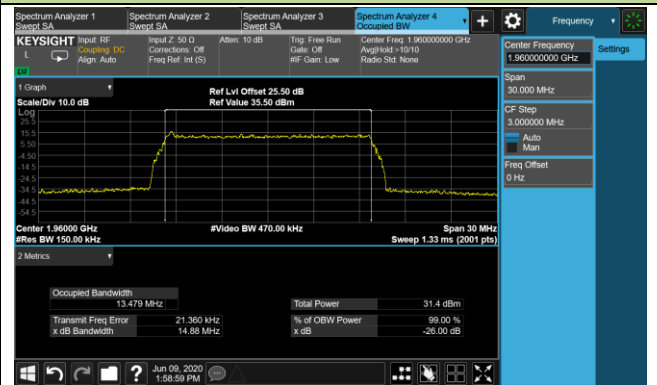 Spectrum Analyzer 1
Swept SA
Spectrum Analyzer 2
Swept SA
Spectrum Analyzer 3
Swept SA
Spectrum Analyzer 4
Occupied BW
Frequency
KEYSIGHT
L
Input: RF
Coupling: DC
Align: Auto
Input Z: 50 Ω
Corrections: Off
Freq Ref: Int (S)
Atten: 10 dB
Trig: Free Run
Gate: Off
#IF Gain: Low
Center Freq: 1.960000000 GHz
Avg|Hold:>10/10
Radio Std: None
1 Graph
Scale/Div 10.0 dB
Ref Lvl Offset 25.50 dB
Ref Value 35.50 dBm
Log
25.5
15.5
5.50
-4.50
-14.5
-24.5
-34.5
-44.5
-54.5
Center 1.96000 GHz
#Res BW 150.00 kHz
#Video BW 470.00 kHz
Span 30 MHz
Sweep 1.33 ms (2001 pts)
2 Metrics
Occupied Bandwidth
13.479 MHz
Transmit Freq Error 21.360 kHz
x dB Bandwidth 14.88 MHz
Total Power 31.4 dBm
% of OBW Power 99.00 %
x dB -26.00 dB
Center Frequency
1.960000000 GHz
Span
30.000 MHz
CF Step
3.000000 MHz
Auto
Man
Freq Offset
0 Hz
Settings
?
Jun 09, 2020
1:58:59 PM